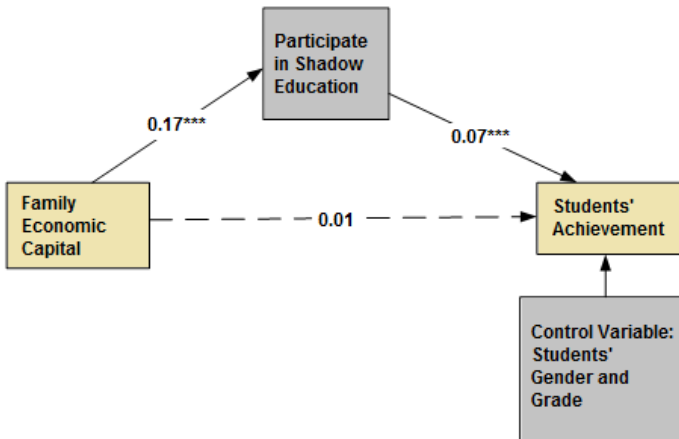 Participate
in Shadow
Education
0.17***
0.07***
Family
Economic
Capital
0.01
Students'
Achievement
Control Variable:
Students'
Gender and
Grade